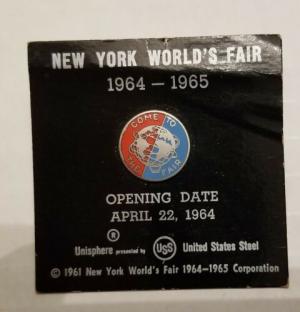 NEW YORK WORLD'S FAIR
1964 – 1965
COME TO
THE FAIR
OPENING DATE
APRIL 22, 1964
®
Unisphere presented by USS United States Steel
© 1961 New York World's Fair 1964–1965 Corporation